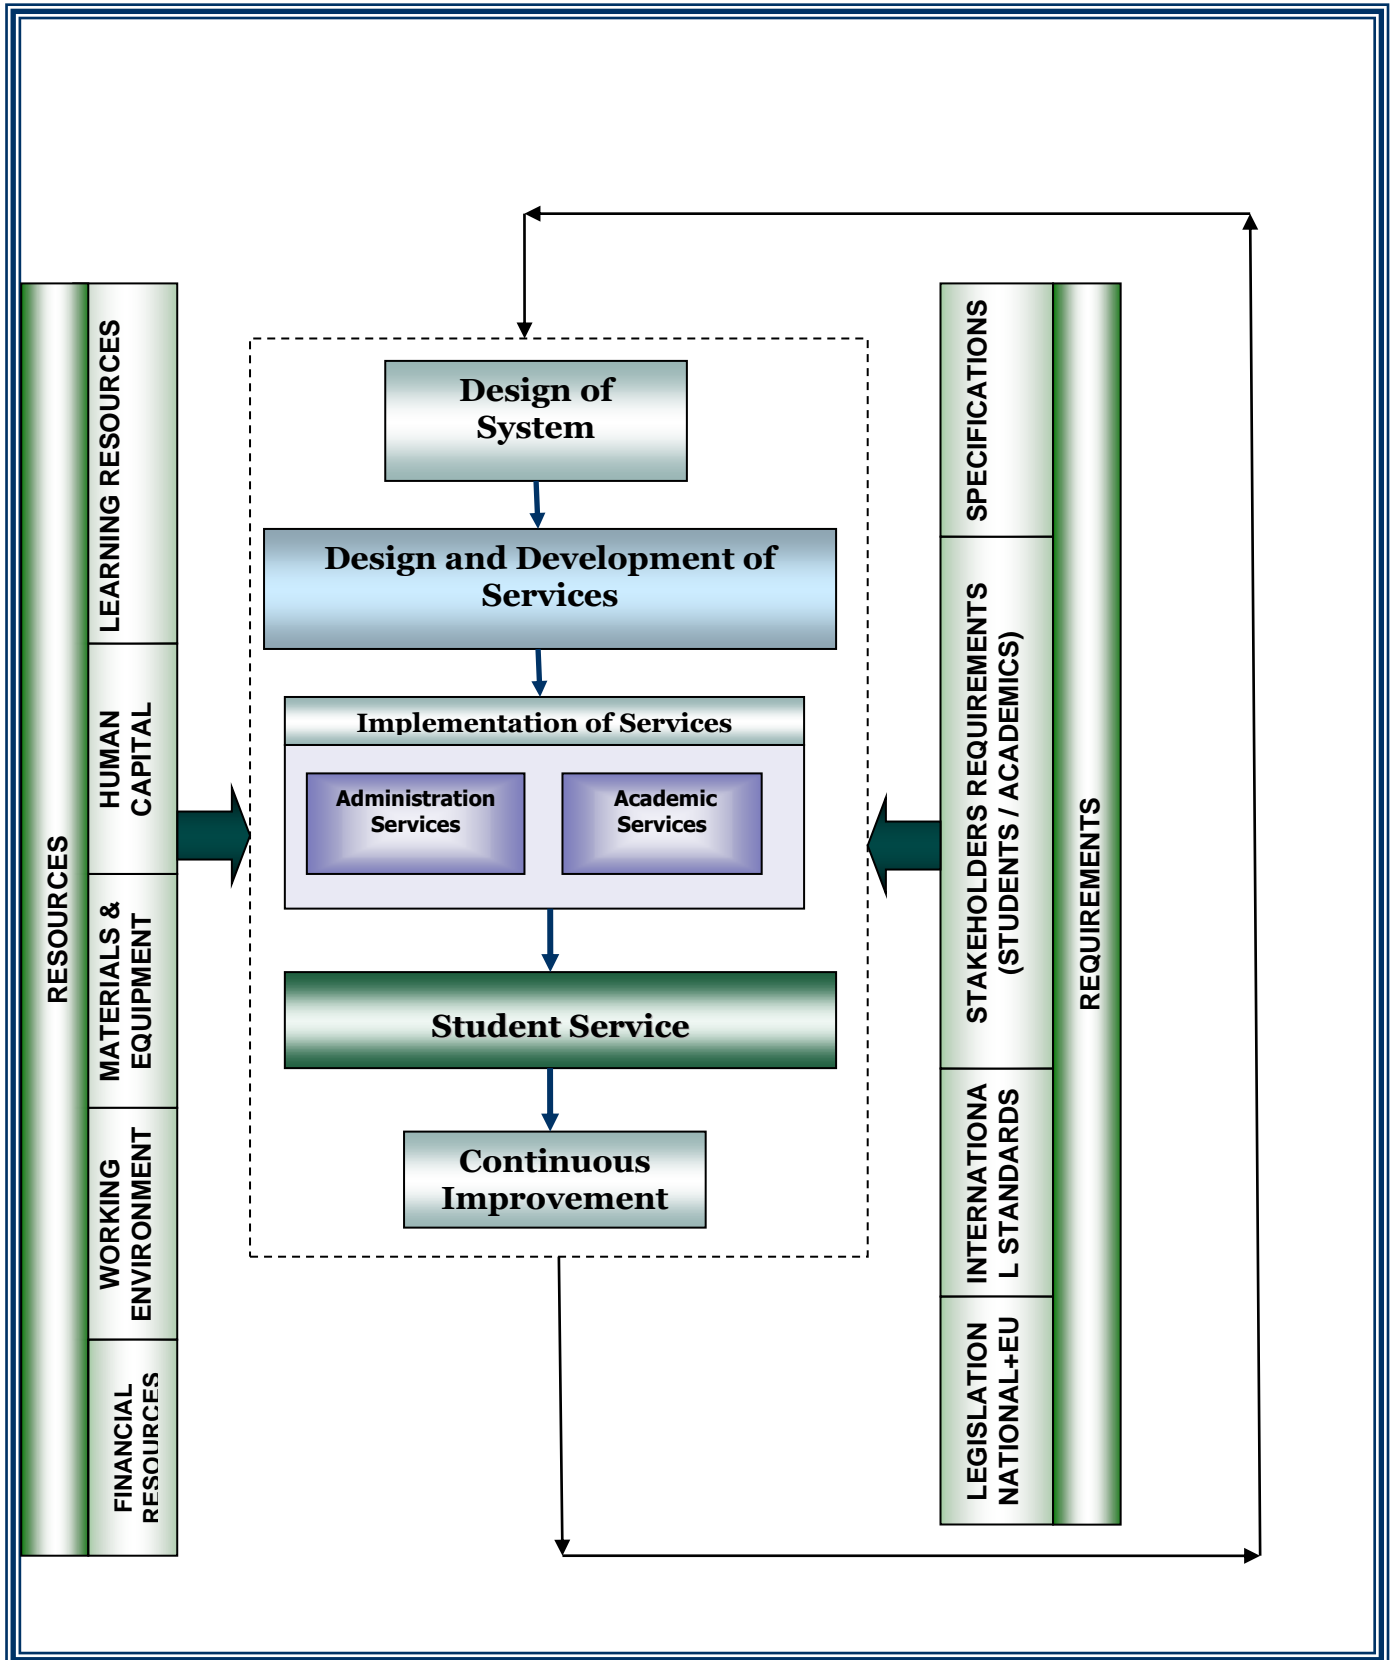 RESOURCES
LEARNING RESOURCES
HUMAN
CAPITAL
MATERIALS &
EQUIPMENT
WORKING
ENVIRONMENT
FINANCIAL
RESOURCES
Design of
System
Design and Development of
Services
Implementation of Services
Administration
Services
Academic
Services
Student Service
Continuous
Improvement
SPECIFICATIONS
STAKEHOLDERS REQUIREMENTS
(STUDENTS / ACADEMICS)
INTERNATIONA
L STANDARDS
LEGISLATION
NATIONAL+EU
REQUIREMENTS